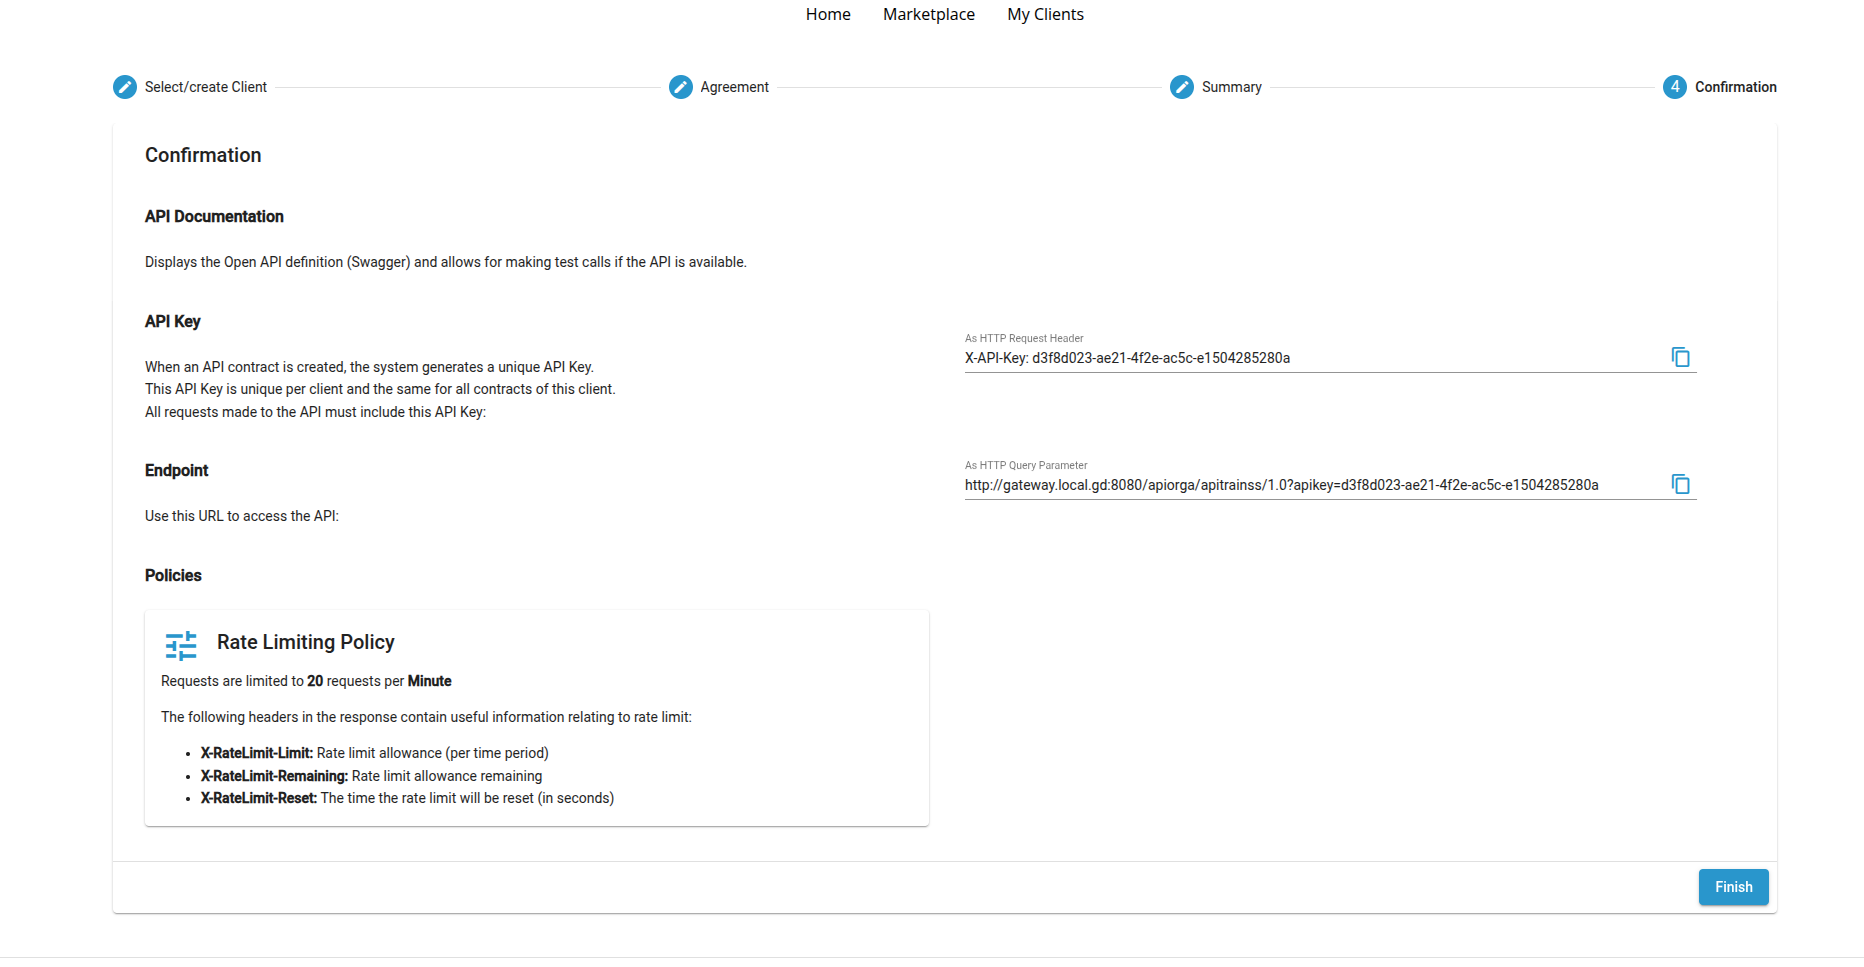 Home Marketplace My Clients
Select/create Client Agreement Summary 4 Confirmation
Confirmation
API Documentation
Displays the Open API definition (Swagger) and allows for making test calls if the API is available.
API Key
When an API contract is created, the system generates a unique API Key.
This API Key is unique per client and the same for all contracts of this client.
All requests made to the API must include this API Key:
As HTTP Request Header
X-API-Key: d3f8d023-ae21-4f2e-ac5c-e1504285280a
Endpoint
Use this URL to access the API:
As HTTP Query Parameter
http://gateway.local.gd:8080/apiorga/apitrainss/1.0?apikey=d3f8d023-ae21-4f2e-ac5c-e1504285280a
Policies
Rate Limiting Policy
Requests are limited to 20 requests per Minute
The following headers in the response contain useful information relating to rate limit:
• X-RateLimit-Limit: Rate limit allowance (per time period)
• X-RateLimit-Remaining: Rate limit allowance remaining
• X-RateLimit-Reset: The time the rate limit will be reset (in seconds)
Finish